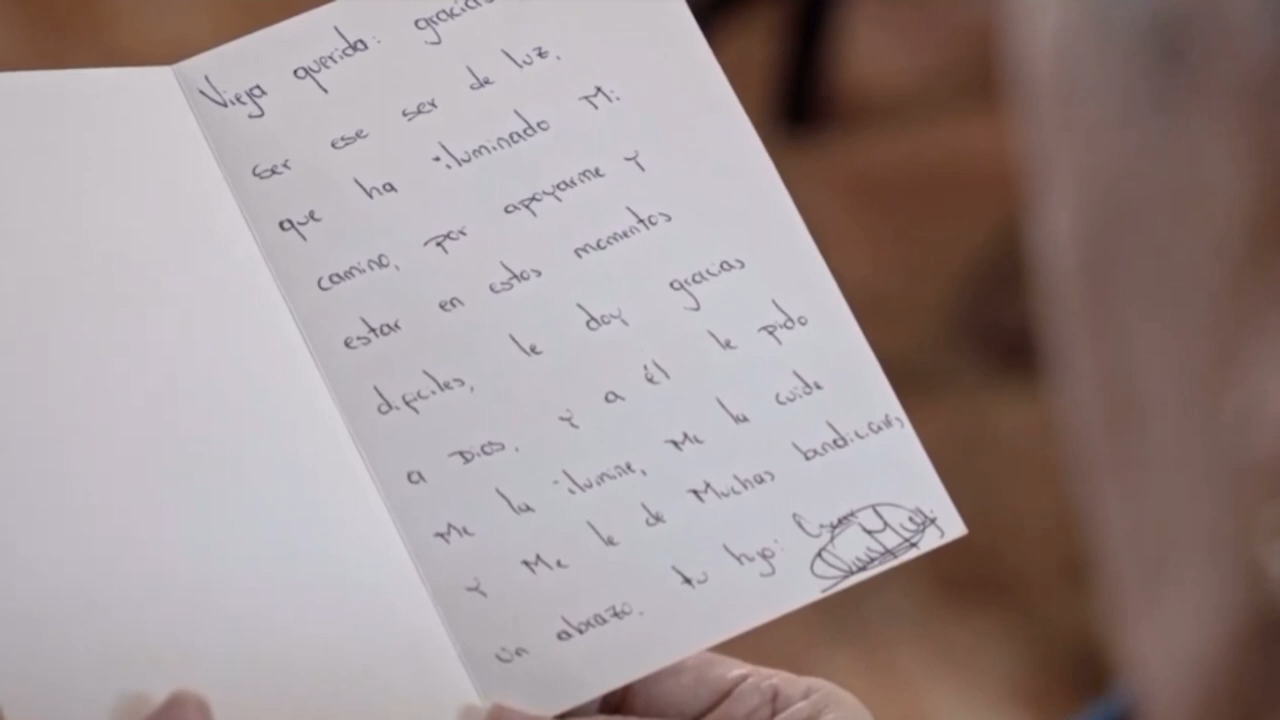 Vieja querida: gracias
ser ese ser de luz,
que ha iluminado Mi
camino, por apoyarme Y
estar en estos momentos
dificiles, le doy gracias
a Dios, Y a él le pido
Me la ilumine, Me la cuide
Y Me le de Muchas bendiciones,
Un abrazo. tu hijo: